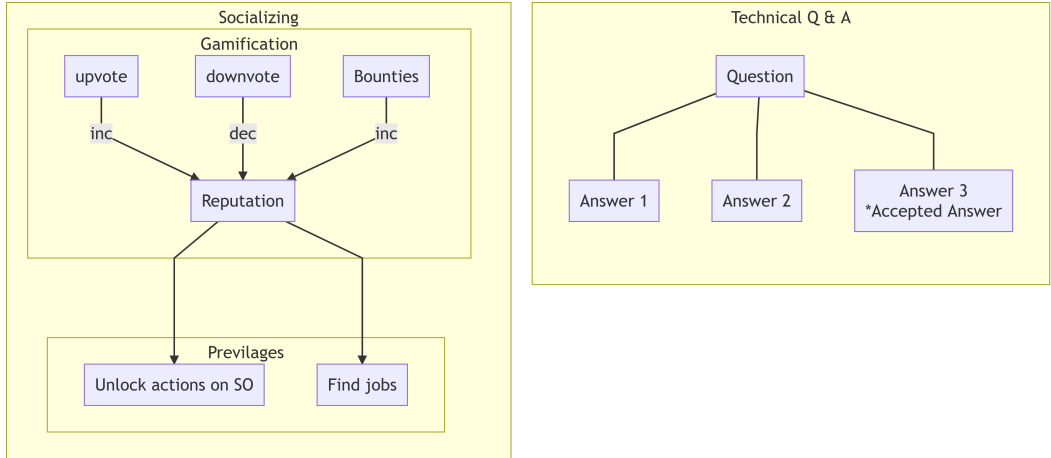 Socializing
Gamification
upvote
downvote
Bounties
inc
dec
inc
Reputation
Previlages
Unlock actions on SO
Find jobs
Technical Q & A
Question
Answer 1
Answer 2
Answer 3
*Accepted Answer